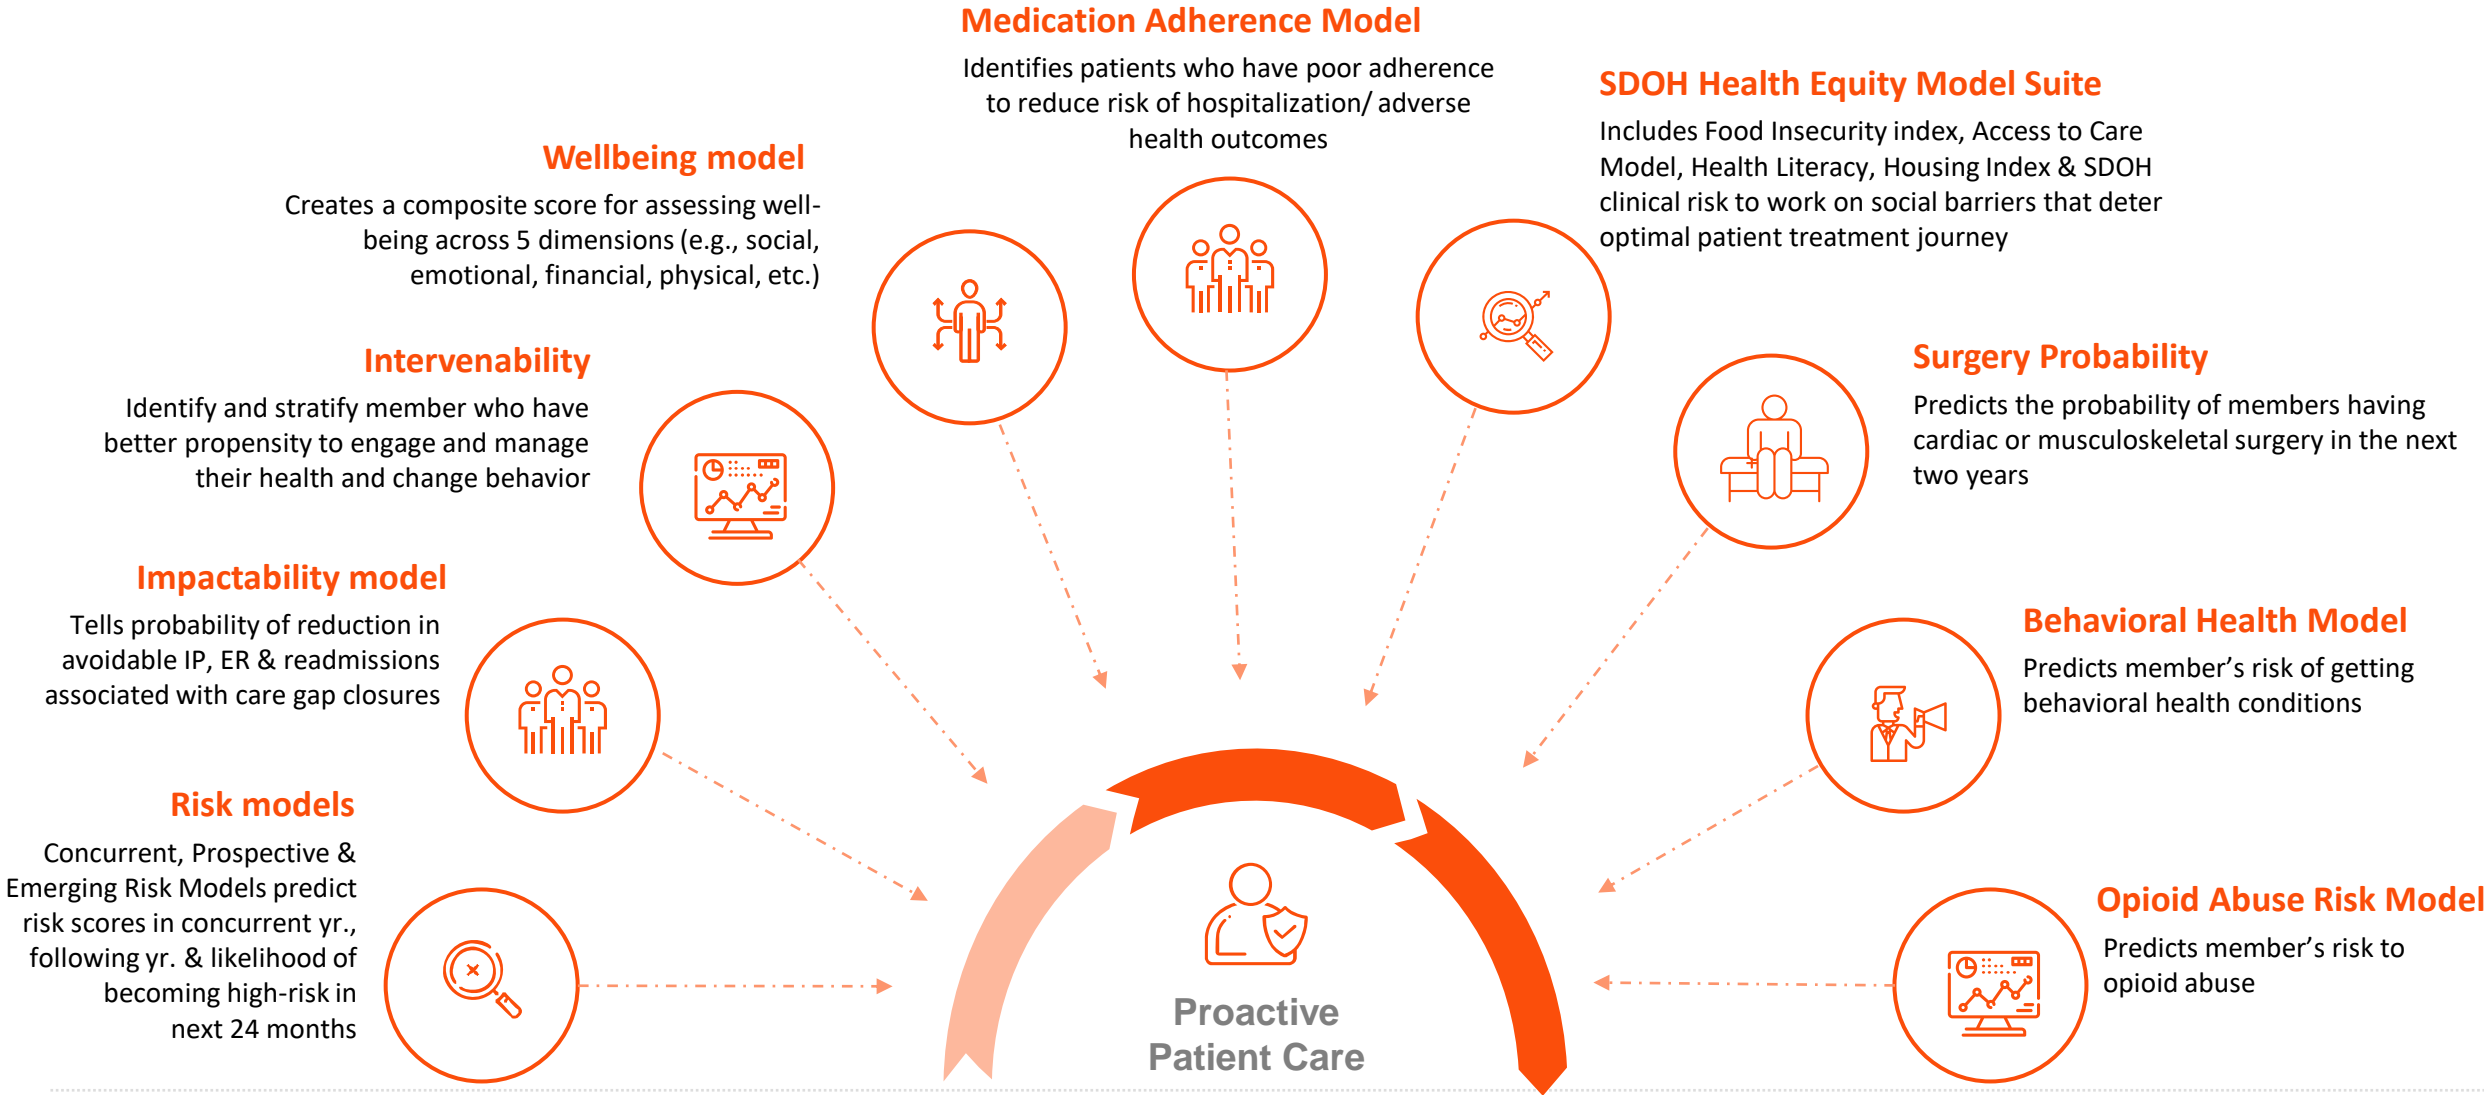 Medication Adherence Model
Identifies patients who have poor adherence
to reduce risk of hospitalization/ adverse
health outcomes
SDOH Health Equity Model Suite
Includes Food Insecurity index, Access to Care
Model, Health Literacy, Housing Index & SDOH
clinical risk to work on social barriers that deter
optimal patient treatment journey
Wellbeing model
Creates a composite score for assessing well-
being across 5 dimensions (e.g., social,
emotional, financial, physical, etc.)
Intervenability
Identify and stratify member who have
better propensity to engage and manage
their health and change behavior
Surgery Probability
Predicts the probability of members having
cardiac or musculoskeletal surgery in the next
two years
Impactability model
Tells probability of reduction in
avoidable IP, ER & readmissions
associated with care gap closures
Behavioral Health Model
Predicts member’s risk of getting
behavioral health conditions
Risk models
Concurrent, Prospective &
Emerging Risk Models predict
risk scores in concurrent yr.,
following yr. & likelihood of
becoming high-risk in
next 24 months
Opioid Abuse Risk Model
Predicts member’s risk to
opioid abuse
Proactive
Patient Care